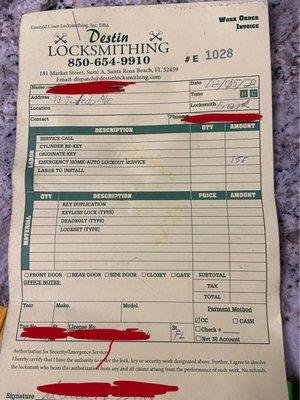 Emerald Coast Locksmithing, Inc. DBA
WORK ORDER
INVOICE
Destin
LOCKSMITHING
850-654-9910
#E 1028
181 Market Street, Suite A, Santa Rosa Beach, FL 32459
Email: dispatch@destinlocksmithing.com
Name
Date
Address
Time
Location
Locksmith Frank
Contact
Phone
DESCRIPTION QTY AMOUNT
LABOR
SERVICE CALL
CYLINDER RE-KEY
ORIGINATE KEY
EMERGENCY HOME/AUTO LOCKOUT SERVICE 155
LABOR TO INSTALL
QTY DESCRIPTION PRICE AMOUNT
MATERIAL
KEY DUPLICATION
KEYLESS LOCK (TYPE)
DEADBOLT (TYPE)
LOCKSET (TYPE)
FRONT DOOR REAR DOOR SIDE DOOR CLOSET GATE SUBTOTAL
OFFICE NOTES: TAX
TOTAL
Year Make. Model. Payment Method
CC CASH
Tag No. License No. St. FL Check #
Net 30 Account
Authorization for Security/Emergency Services
I hereby certify that I have the authority to order the lock, key or security work designated above. Further, I agree to absolve
the locksmith who bears this authorization from any and all claims arising from the performance of such work. No refunds.
Signature